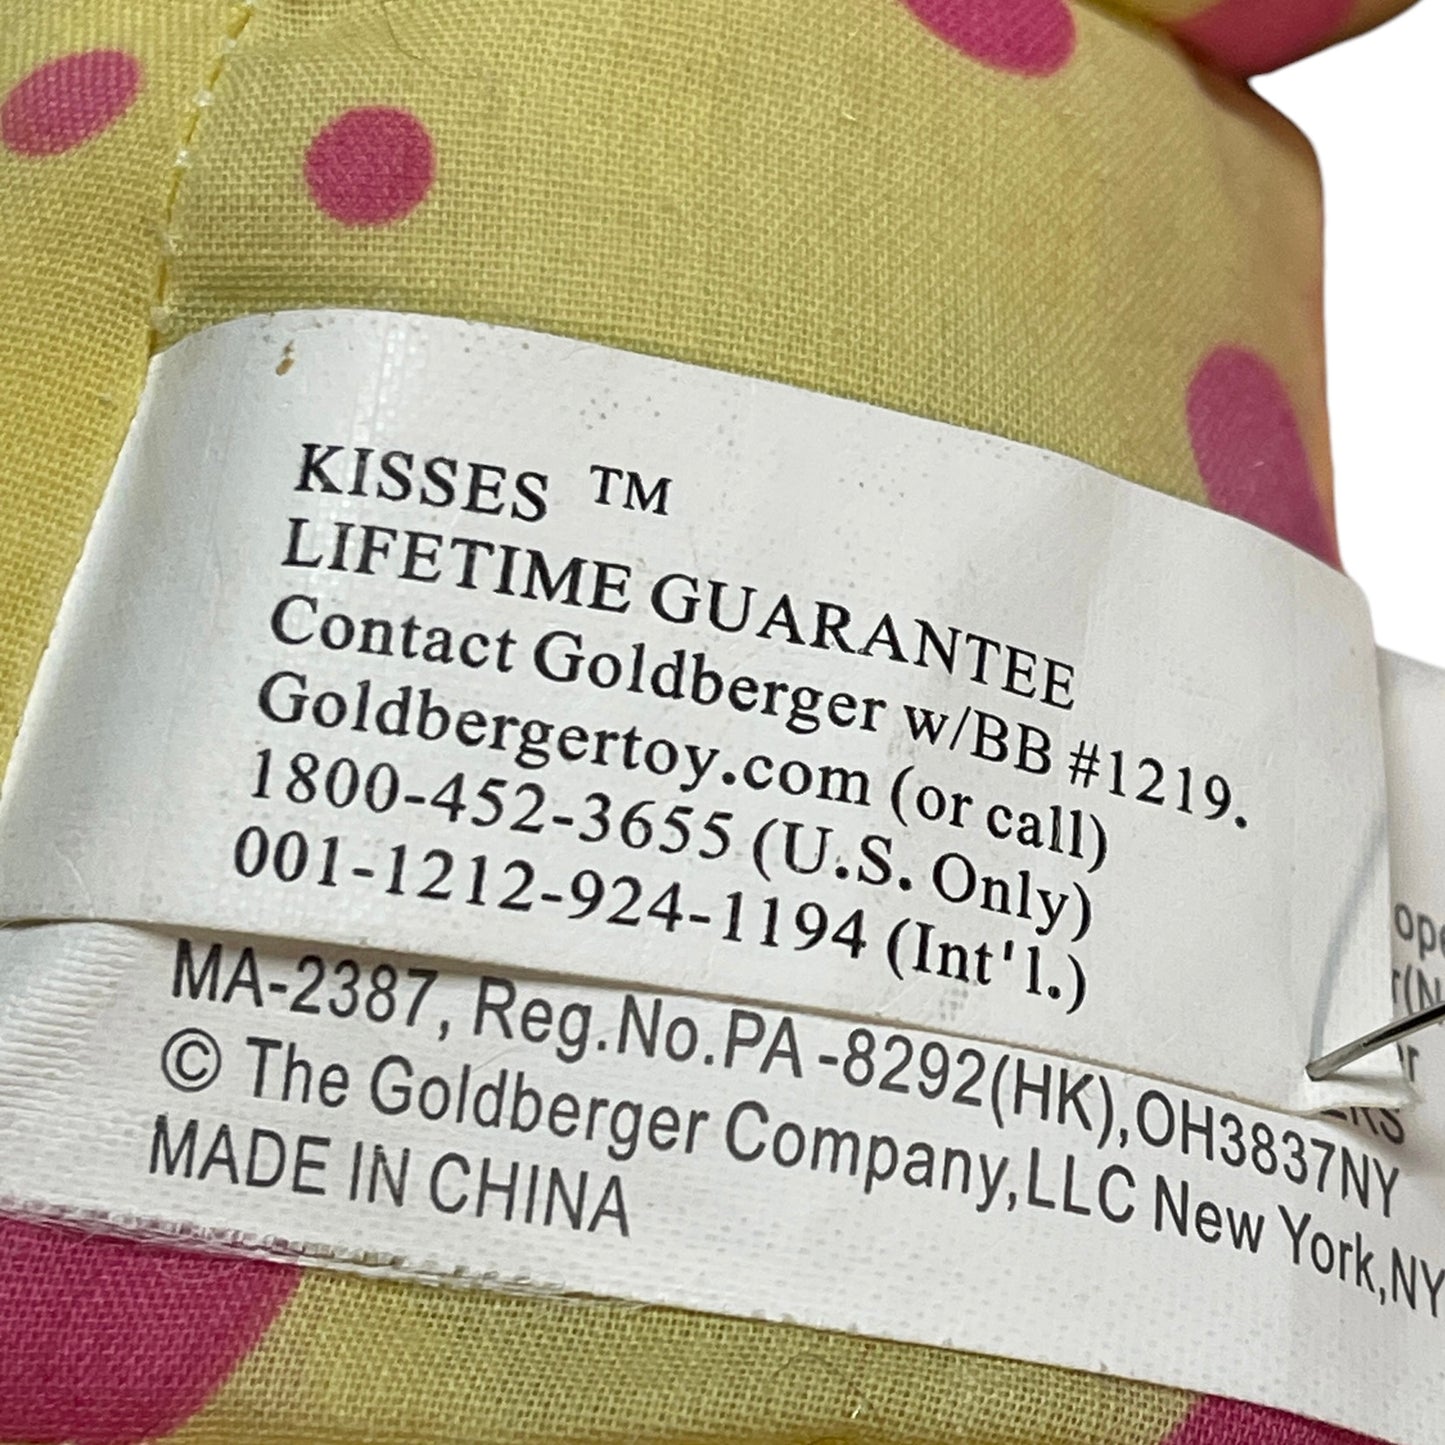 KISSES ™
LIFETIME GUARANTEE
Contact Goldberger w/BB #1219.
Goldbergertoy.com (or call)
1800-452-3655 (U.S. Only)
001-1212-924-1194 (Int'l.)
MA-2387, Reg.No.PA-8292(HK),OH3837NY
© The Goldberger Company,LLC New York,NY
MADE IN CHINA